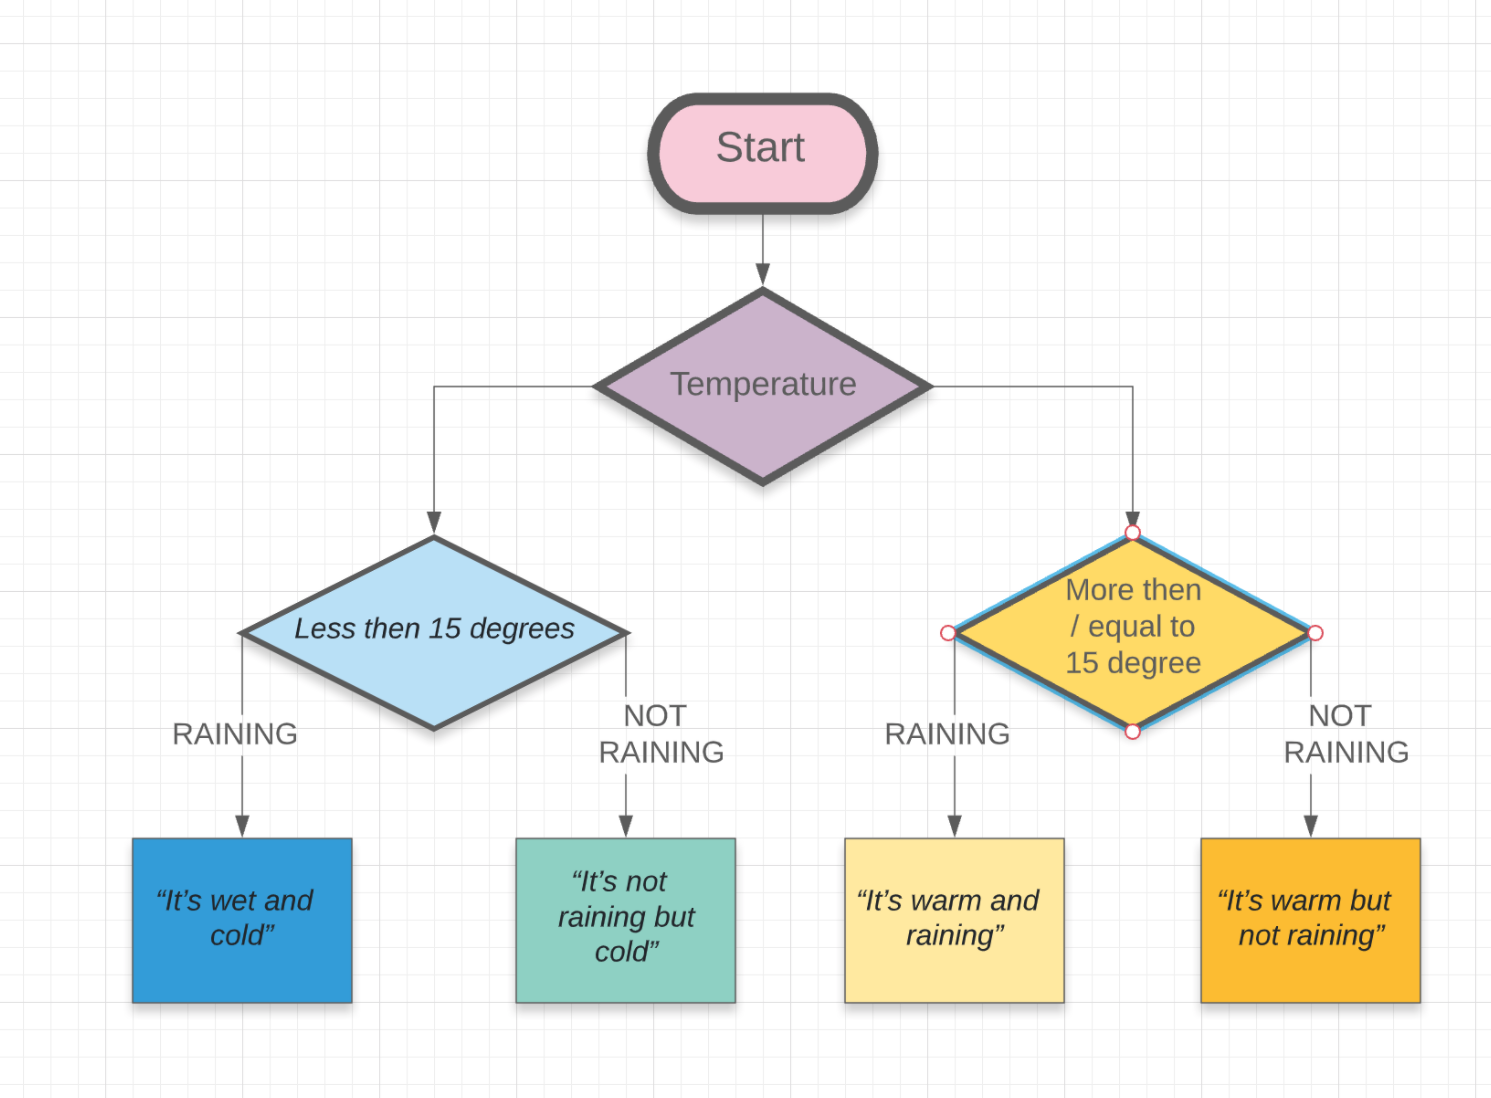 Start
Temperature
Less then 15 degrees
More then
/ equal to
15 degree
RAINING
NOT
RAINING
RAINING
NOT
RAINING
“It’s wet and
cold”
“It’s not
raining but
cold”
“It’s warm and
raining”
“It’s warm but
not raining”